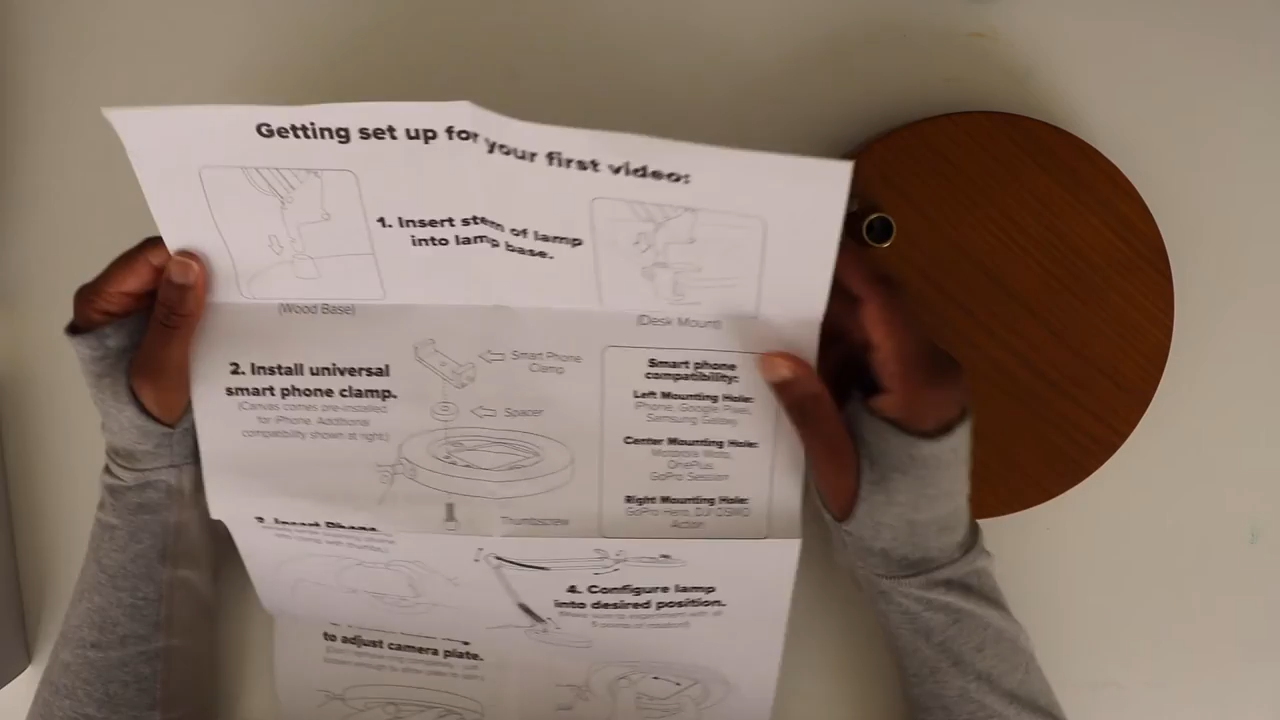 Getting set up for your first video:
1. Insert stem of lamp
into lamp base.
(Wood Base)
(Desk Mount)
2. Install universal
smart phone clamp.
(Canvas comes pre-installed
for iPhone. Additional
compatibility shown at right.)
Smart Phone
Clamp
Spacer
Thumbscrew
Smart phone
compatibility:
Left Mounting Hole:
iPhone, Google Pixel,
Samsung Galaxy
Center Mounting Hole:
Motorola Moto,
OnePlus,
GoPro Session
Right Mounting Hole:
GoPro Hero, DJI OSMO
Action
3. Insert Phone.
4. Configure lamp
into desired position.
to adjust camera plate.